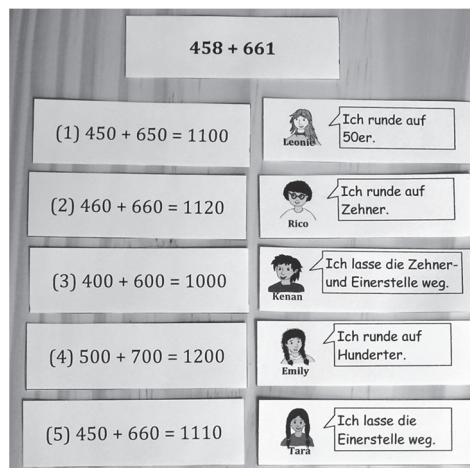 458 + 661
(1) 450 + 650 = 1100
Ich runde auf
50er.
Leonie
(2) 460 + 660 = 1120
Ich runde auf
Zehner.
Rico
(3) 400 + 600 = 1000
Ich lasse die Zehner-
und Einerstelle weg.
Kenan
(4) 500 + 700 = 1200
Ich runde auf
Hunderter.
Emily
(5) 450 + 660 = 1110
Ich lasse die
Einerstelle weg.
Tara